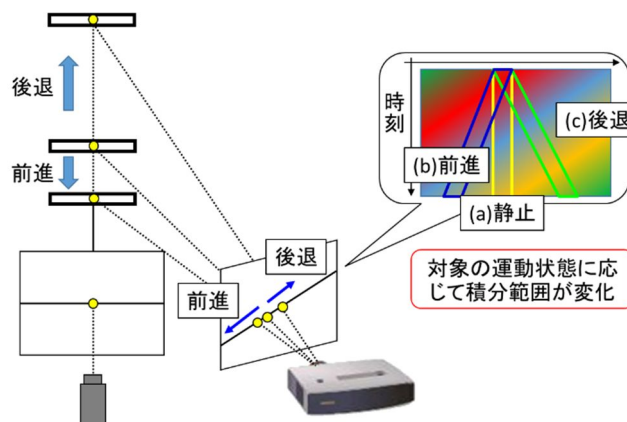 後退
前進
後退
前進
時刻
(c)後退
(b)前進
(a)静止
対象の運動状態に応
じて積分範囲が変化